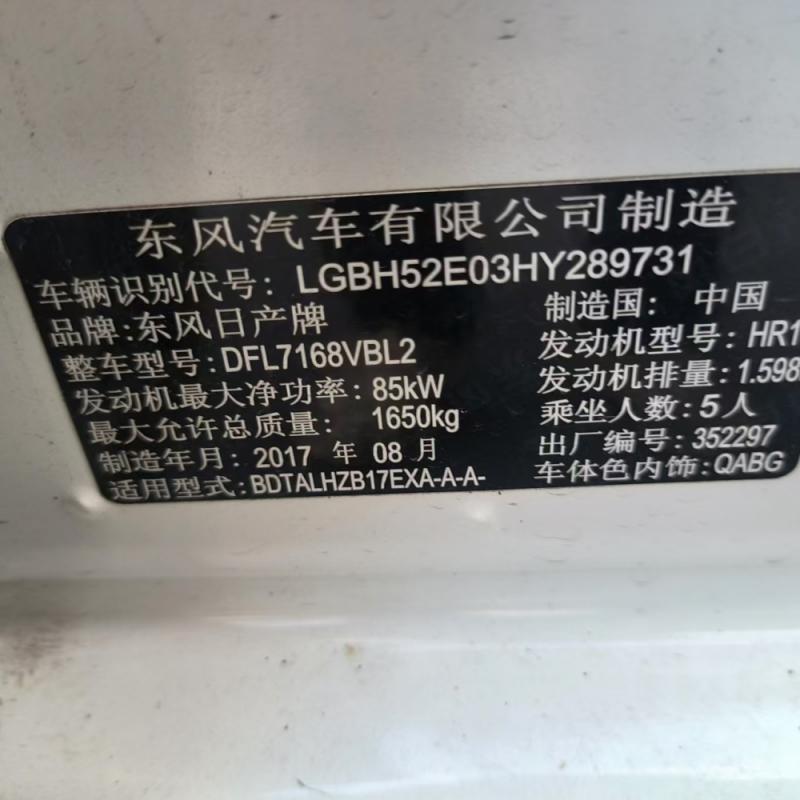 东风汽车有限公司制造
车辆识别代号: LGBH52E03HY289731
品牌:东风日产牌 制造国: 中国
整车型号:DFL7168VBL2 发动机型号:HR1
发动机最大净功率: 85kW 发动机排量:1.598
最大允许总质量: 1650kg 乘坐人数:5人
制造年月: 2017 年 08 月 出厂编号:352297
适用型式:BDTALHZB17EXA-A-A- 车体色内饰:QABG